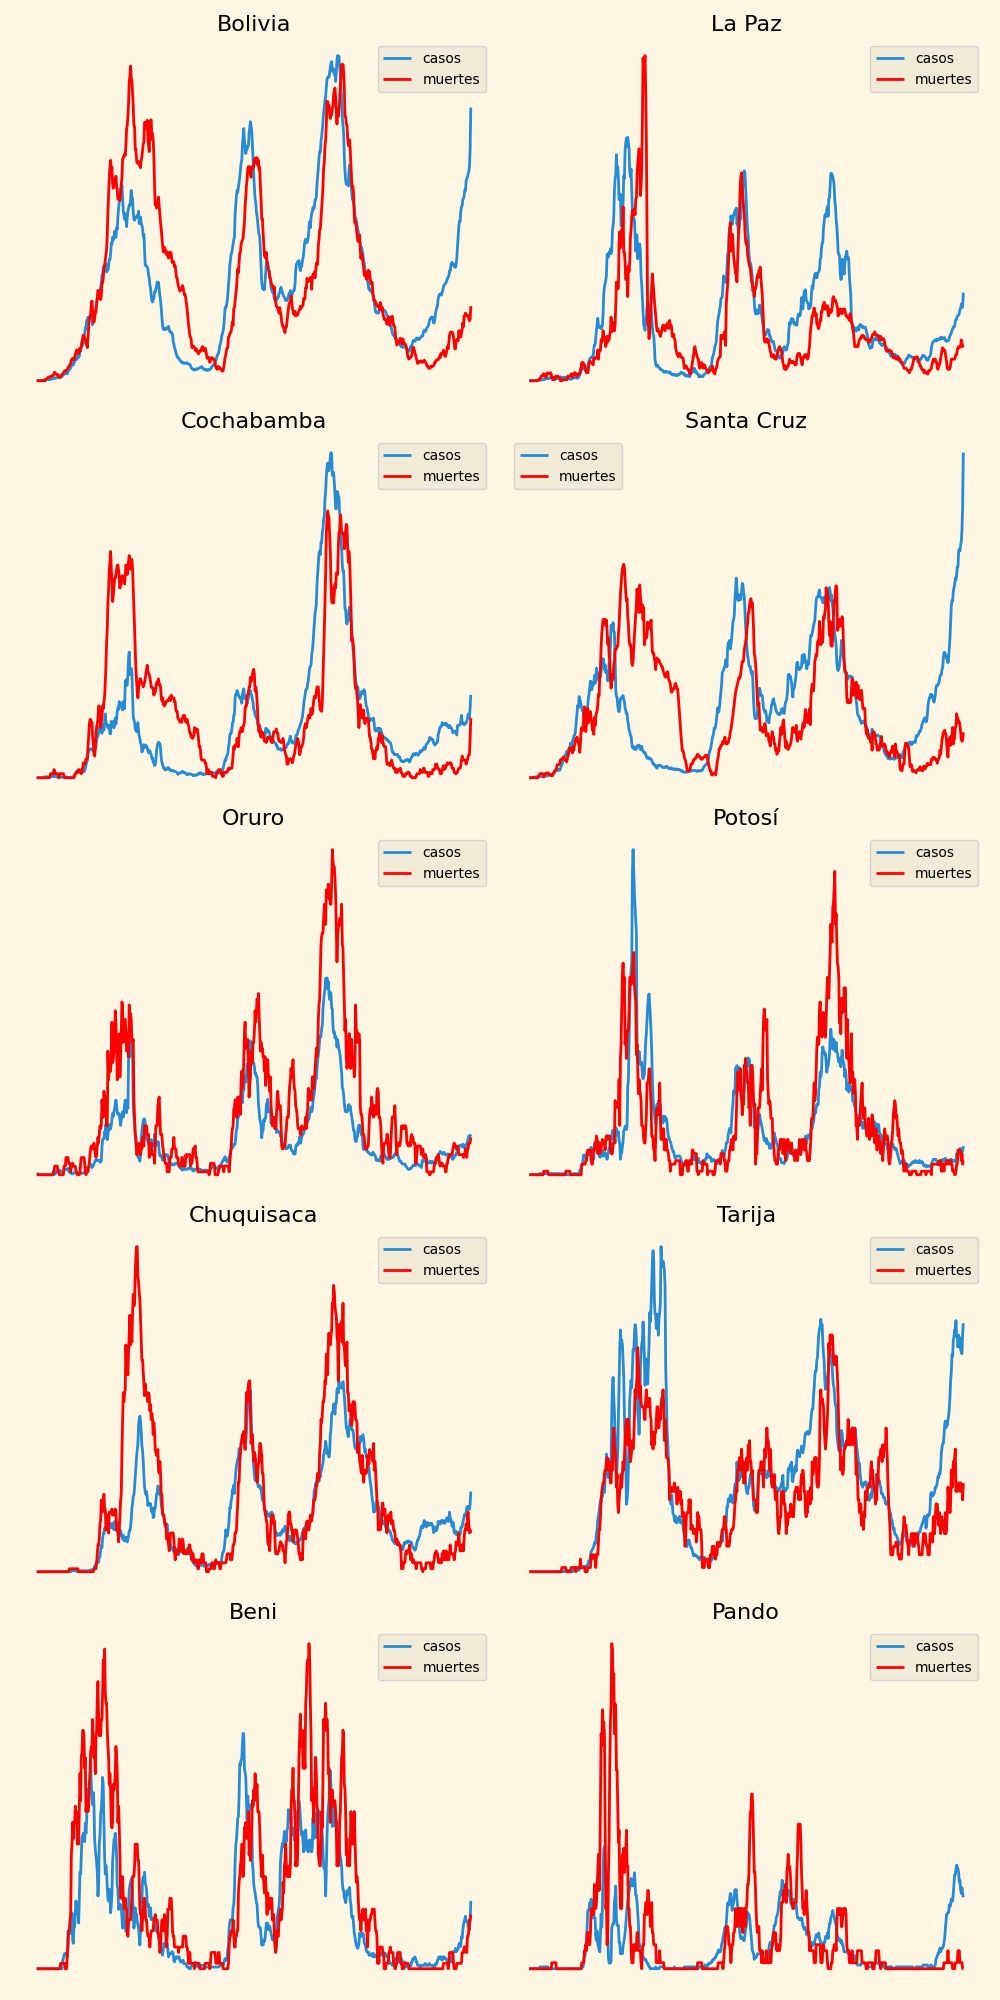 Bolivia
casos
muertes
La Paz
casos
muertes
Cochabamba
casos
muertes
Santa Cruz
casos
muertes
Oruro
casos
muertes
Potosí
casos
muertes
Chuquisaca
casos
muertes
Tarija
casos
muertes
Beni
casos
muertes
Pando
casos
muertes